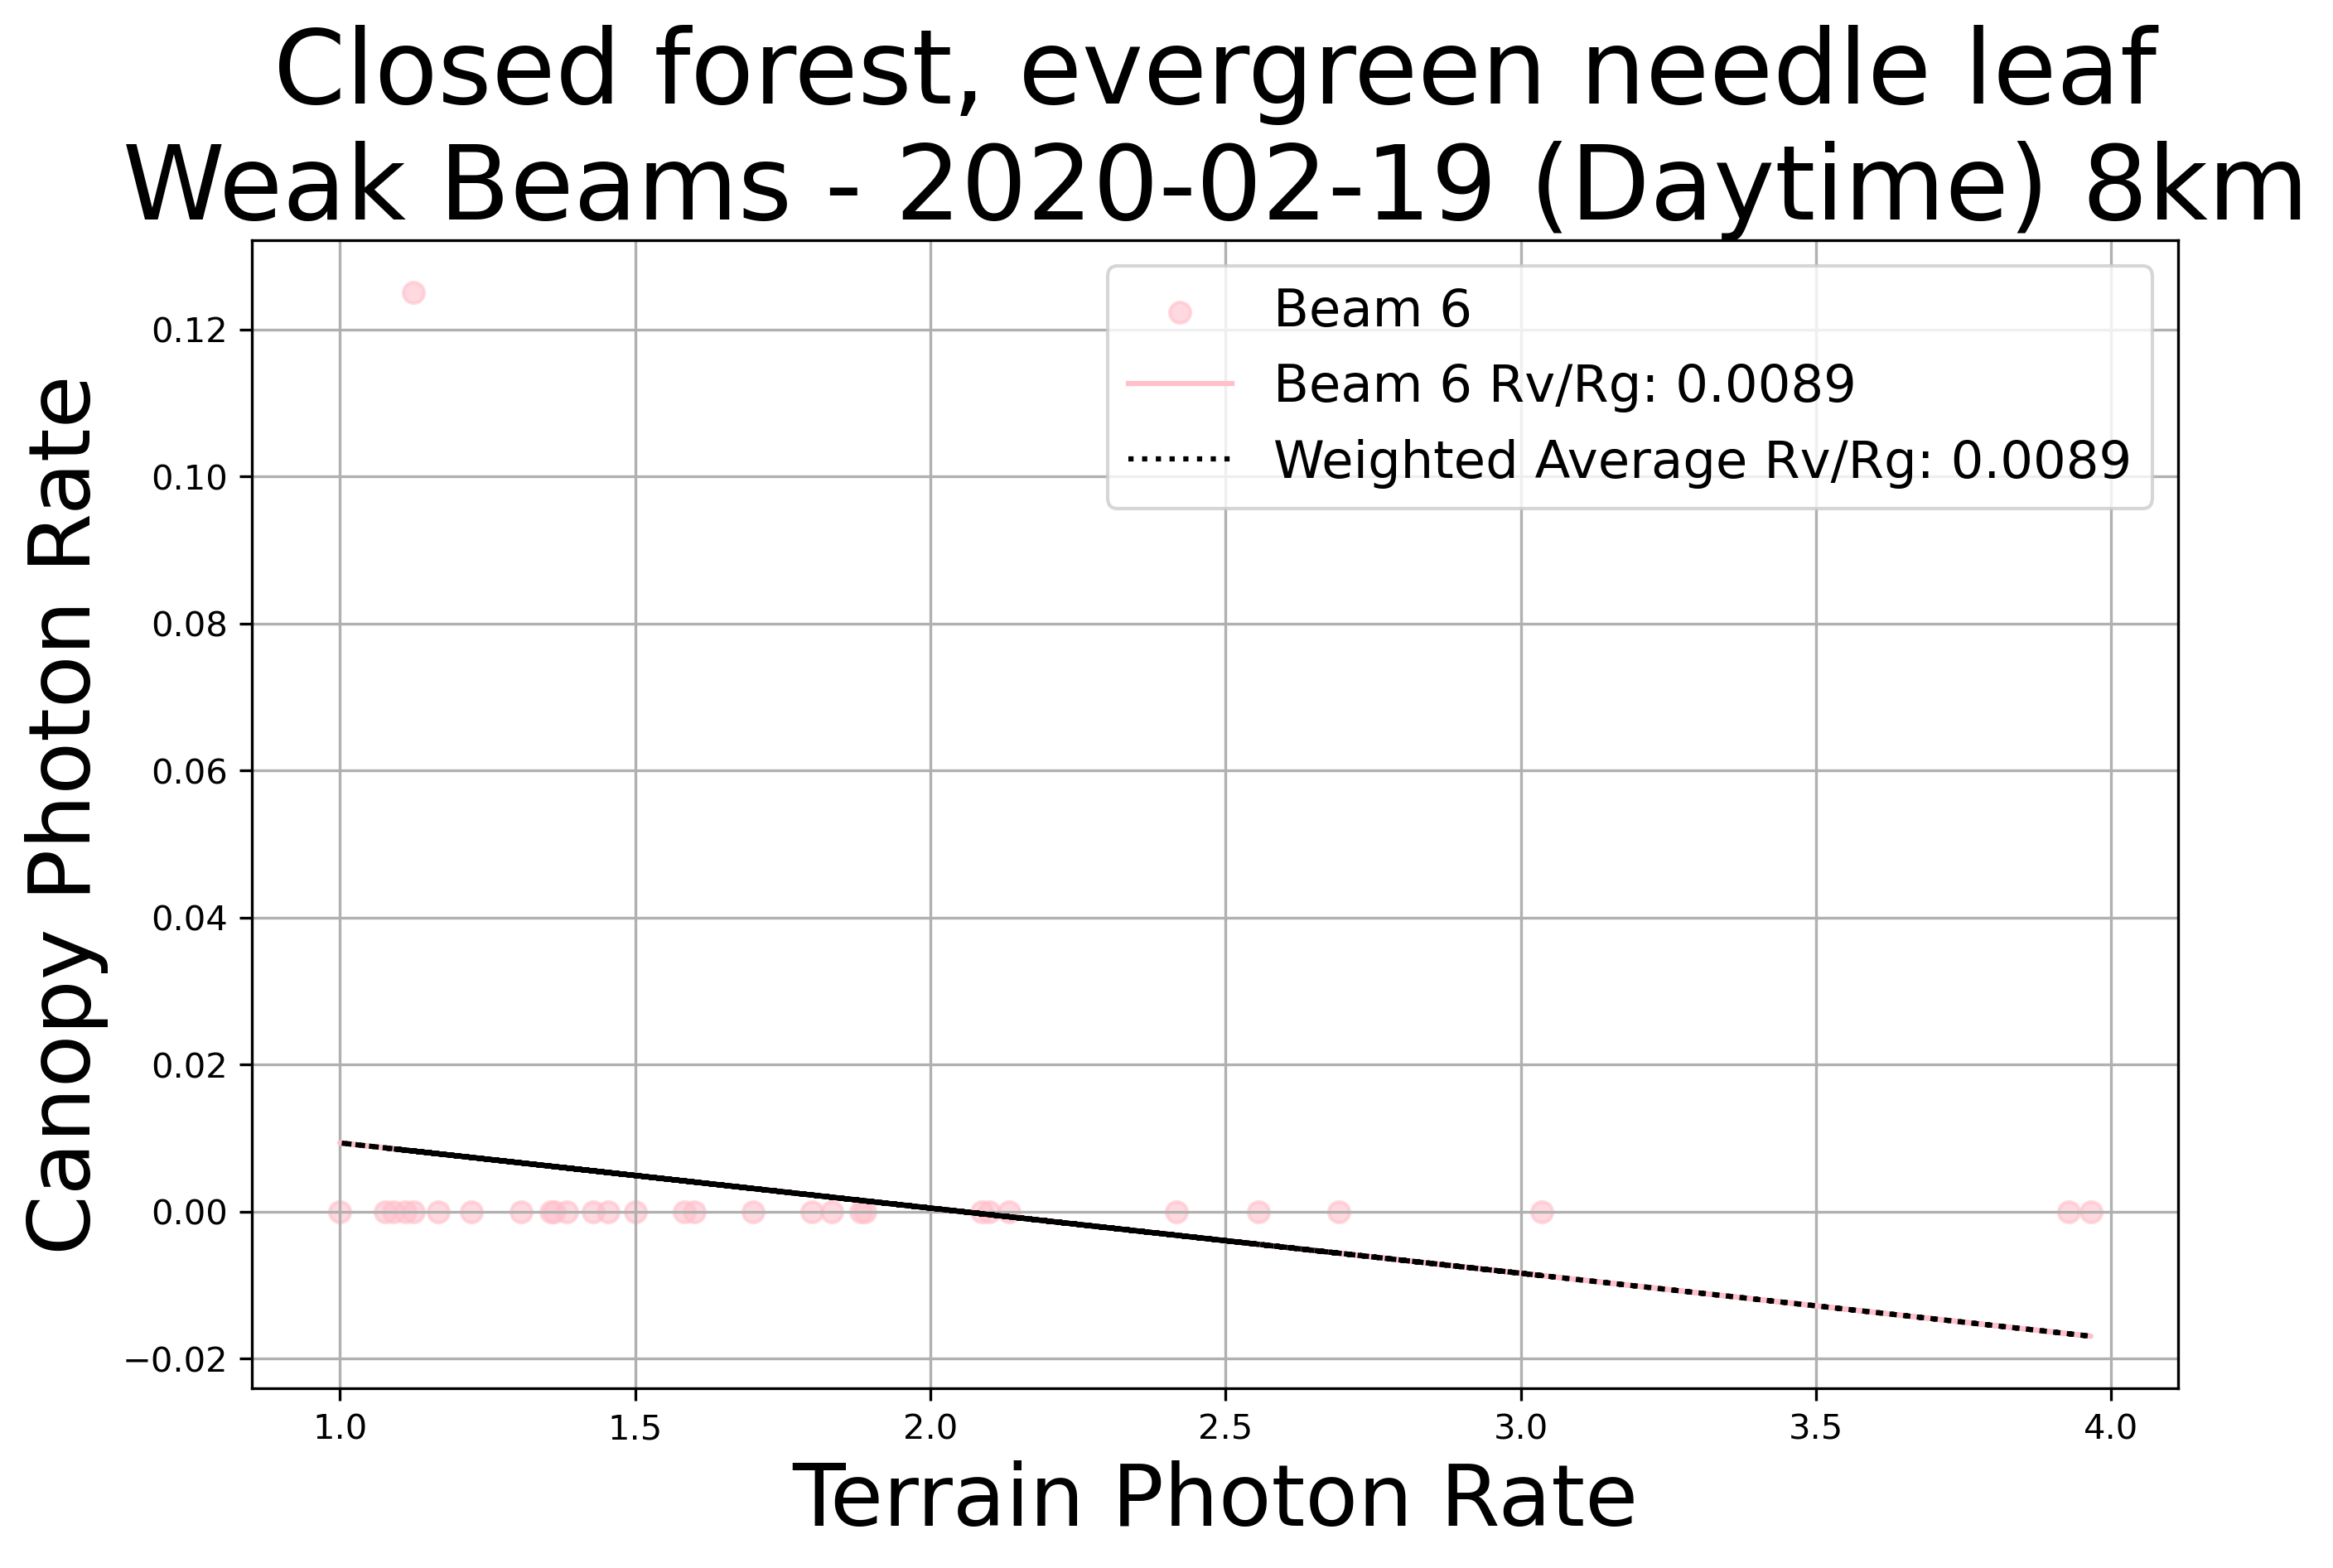 Closed forest, evergreen needle leaf
Weak Beams - 2020-02-19 (Daytime) 8km
Beam 6
Beam 6 Rv/Rg: 0.0089
Weighted Average Rv/Rg: 0.0089
Canopy Photon Rate
0.12
0.10
0.08
0.06
0.04
0.02
0.00
−0.02
1.0 1.5 2.0 2.5 3.0 3.5 4.0
Terrain Photon Rate